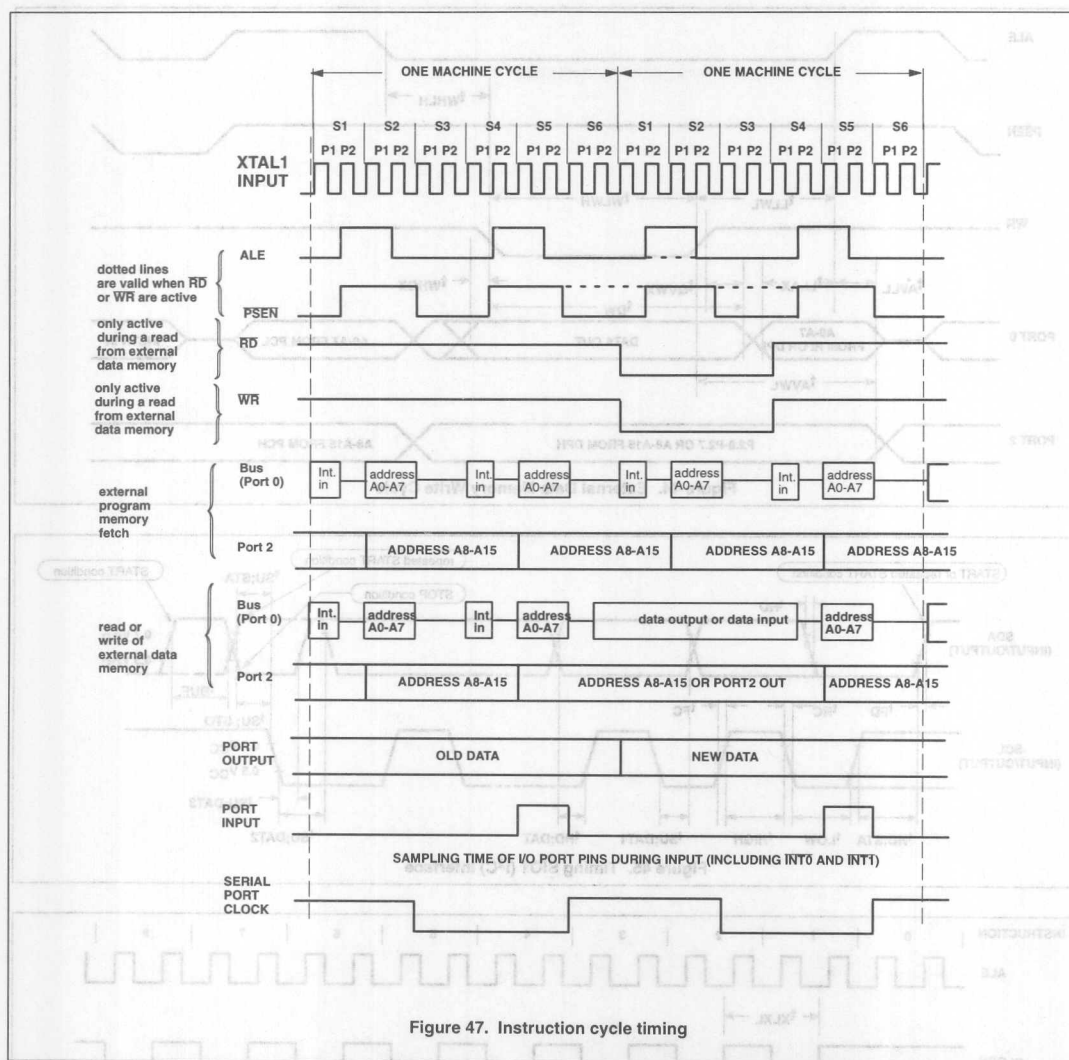 ONE MACHINE CYCLE ONE MACHINE CYCLE
S1 S2 S3 S4 S5 S6 S1 S2 S3 S4 S5 S6
P1 P2 P1 P2 P1 P2 P1 P2 P1 P2 P1 P2 P1 P2 P1 P2 P1 P2 P1 P2 P1 P2 P1 P2
XTAL1
INPUT
ALE
dotted lines
are valid when R̅D̅
or W̅R̅ are active
P̅S̅E̅N̅
only active
during a read
from external
data memory
R̅D̅
only active
during a read
from external
data memory
W̅R̅
external
program
memory
fetch
Bus
(Port 0)
Int.
in
address
A0-A7
Int.
in
address
A0-A7
Int.
in
address
A0-A7
Int.
in
address
A0-A7
Port 2
ADDRESS A8-A15 ADDRESS A8-A15 ADDRESS A8-A15 ADDRESS A8-A15
read or
write of
external data
memory
Bus
(Port 0)
Int.
in
address
A0-A7
Int.
in
address
A0-A7
data output or data input
address
A0-A7
Port 2
ADDRESS A8-A15 ADDRESS A8-A15 OR PORT2 OUT ADDRESS A8-A15
PORT
OUTPUT
OLD DATA NEW DATA
PORT
INPUT
SAMPLING TIME OF I/O PORT PINS DURING INPUT (INCLUDING I̅N̅T̅0̅ AND I̅N̅T̅1̅)
SERIAL
PORT
CLOCK
Figure 47. Instruction cycle timing